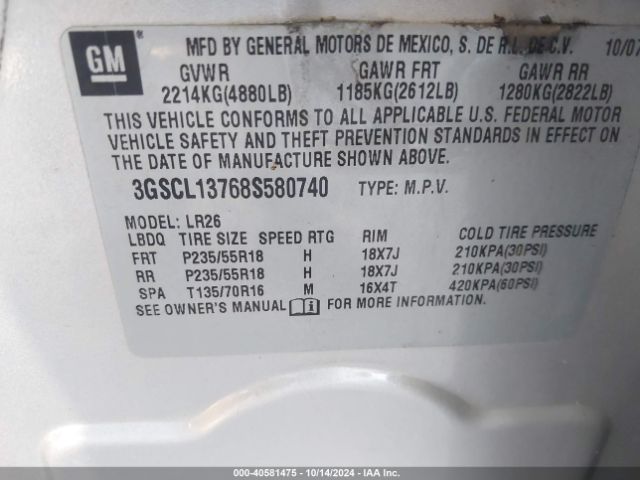 GM
MFD BY GENERAL MOTORS DE MEXICO, S. DE R.L. DE C.V. 10/07
GVWR GAWR FRT GAWR RR
2214KG(4880LB) 1185KG(2612LB) 1280KG(2822LB)
THIS VEHICLE CONFORMS TO ALL APPLICABLE U.S. FEDERAL MOTOR
VEHICLE SAFETY AND THEFT PREVENTION STANDARDS IN EFFECT ON
THE DATE OF MANUFACTURE SHOWN ABOVE.
3GSCL13768S580740 TYPE: M.P.V.
MODEL: LR26
LBDQ TIRE SIZE SPEED RTG RIM COLD TIRE PRESSURE
FRT P235/55R18 H 18X7J 210KPA(30PSI)
RR P235/55R18 H 18X7J 210KPA(30PSI)
SPA T135/70R16 M 16X4T 420KPA(60PSI)
SEE OWNER'S MANUAL i FOR MORE INFORMATION.
000-40581475 - 10/14/2024 - IAAI.com